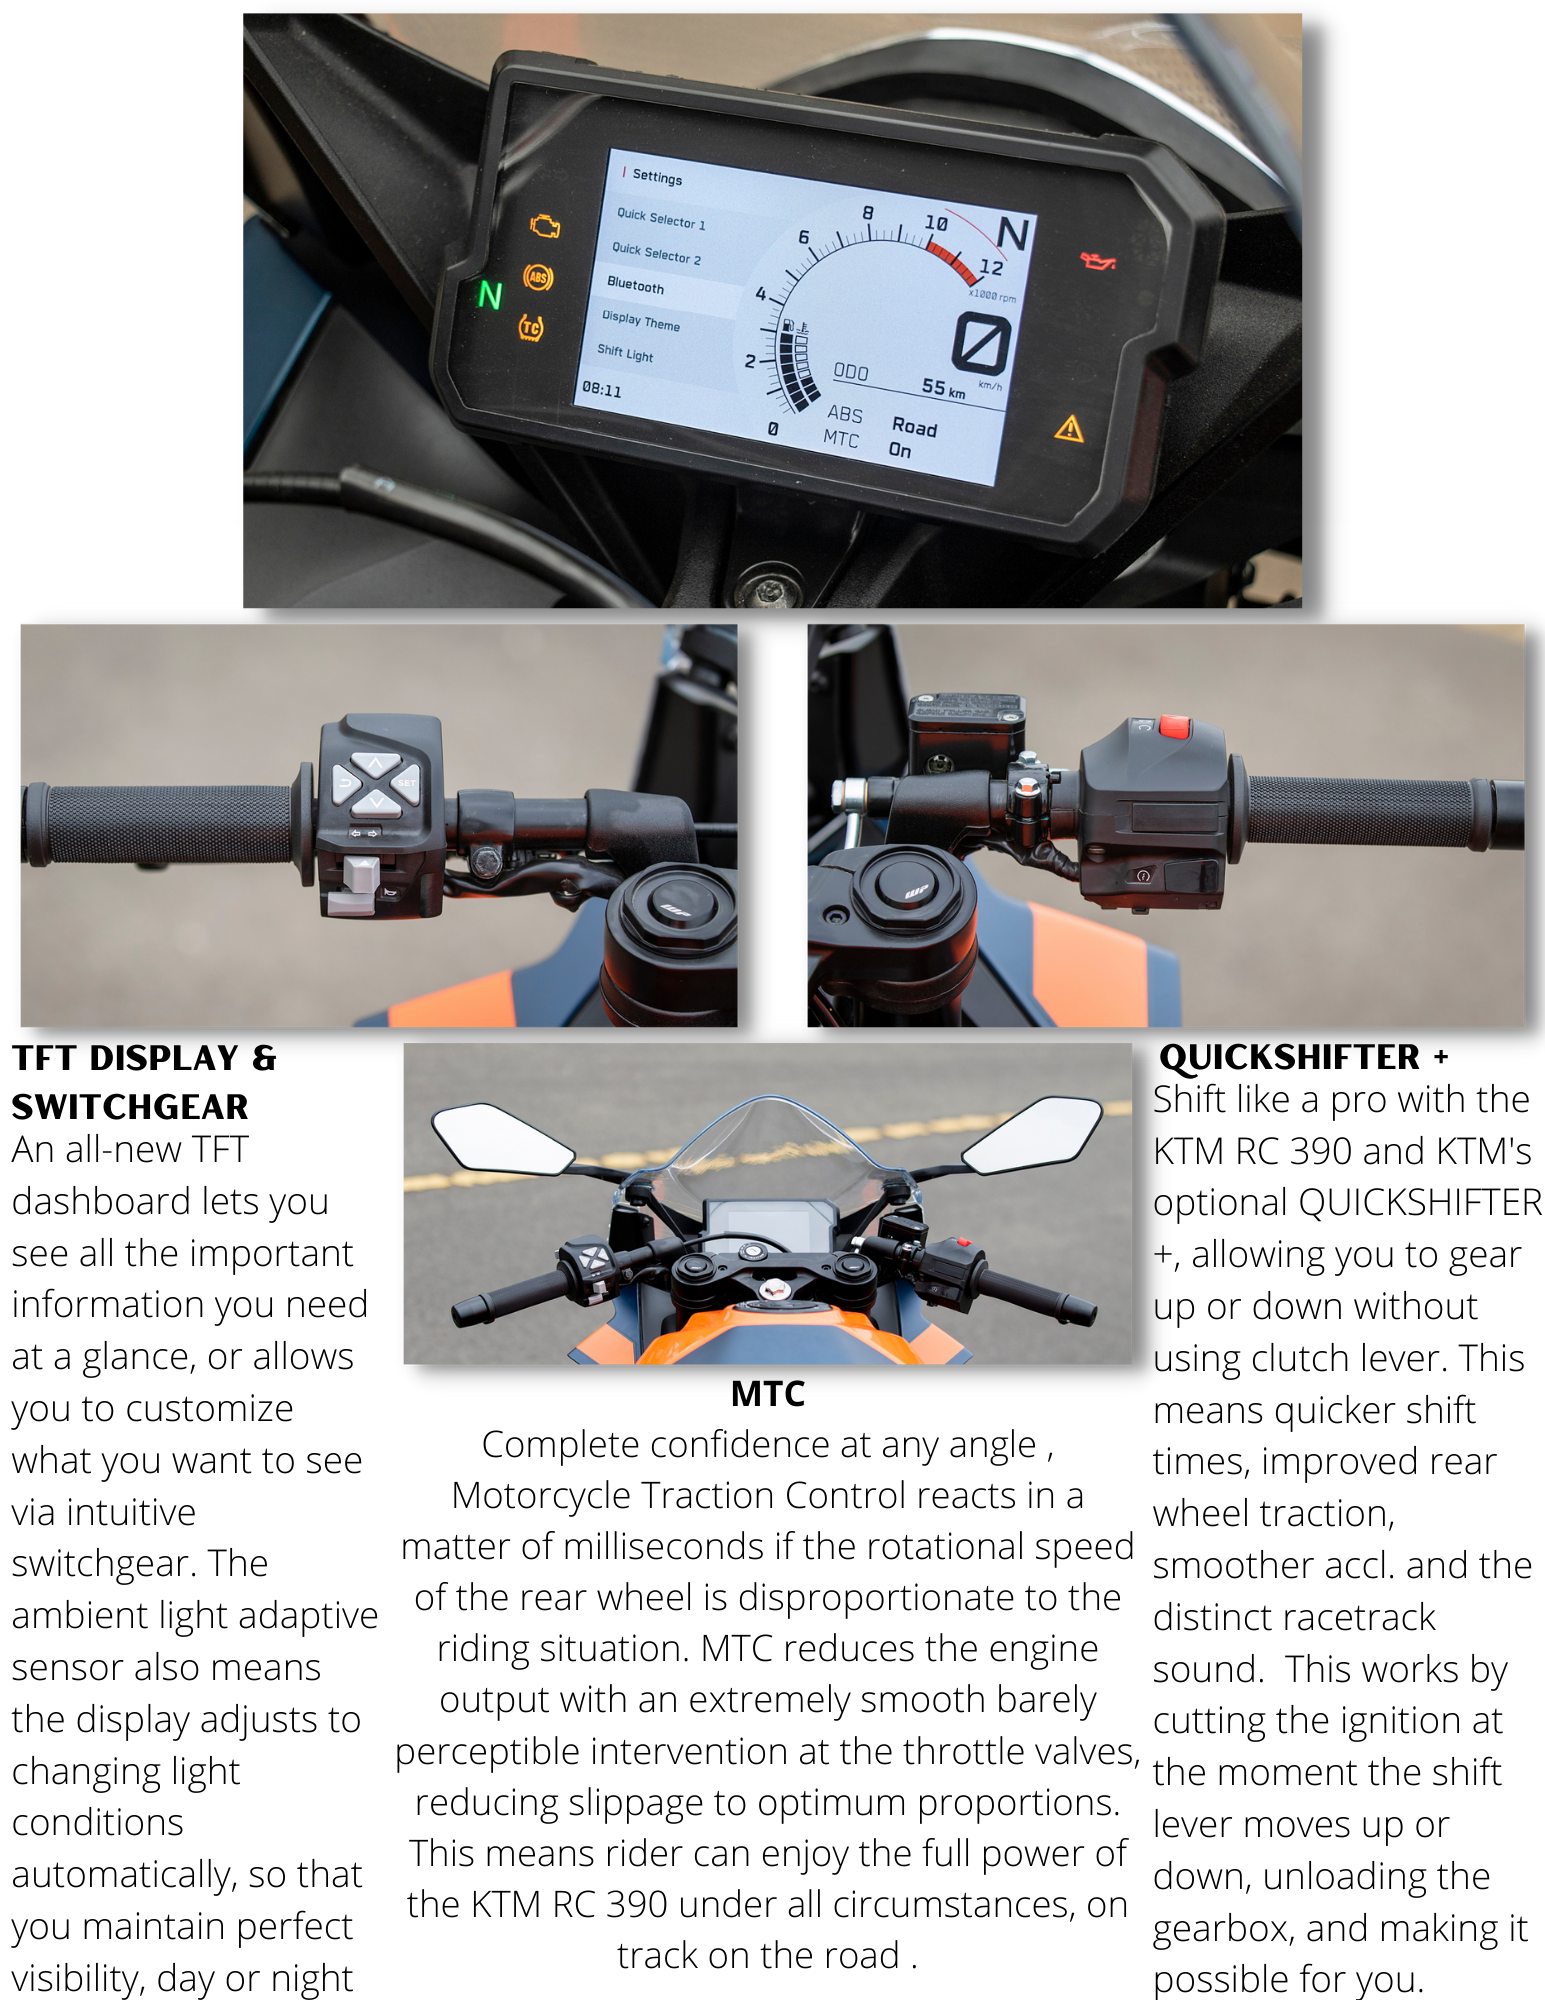 Settings
Quick Selector 1
Quick Selector 2
Bluetooth
Display Theme
Shift Light
08:11
N
ABS
TC
0
2
4
6
8
10
12
x1000 rpm
N
0
km/h
ODO
55 km
ABS Road
MTC On
SET
WP
WP
TFT DISPLAY &
SWITCHGEAR
An all-new TFT
dashboard lets you
see all the important
information you need
at a glance, or allows
you to customize
what you want to see
via intuitive
switchgear. The
ambient light adaptive
sensor also means
the display adjusts to
changing light
conditions
automatically, so that
you maintain perfect
visibility, day or night
MTC
Complete confidence at any angle ,
Motorcycle Traction Control reacts in a
matter of milliseconds if the rotational speed
of the rear wheel is disproportionate to the
riding situation. MTC reduces the engine
output with an extremely smooth barely
perceptible intervention at the throttle valves,
reducing slippage to optimum proportions.
This means rider can enjoy the full power of
the KTM RC 390 under all circumstances, on
track on the road .
QUICKSHIFTER +
Shift like a pro with the
KTM RC 390 and KTM's
optional QUICKSHIFTER
+, allowing you to gear
up or down without
using clutch lever. This
means quicker shift
times, improved rear
wheel traction,
smoother accl. and the
distinct racetrack
sound.  This works by
cutting the ignition at
the moment the shift
lever moves up or
down, unloading the
gearbox, and making it
possible for you.